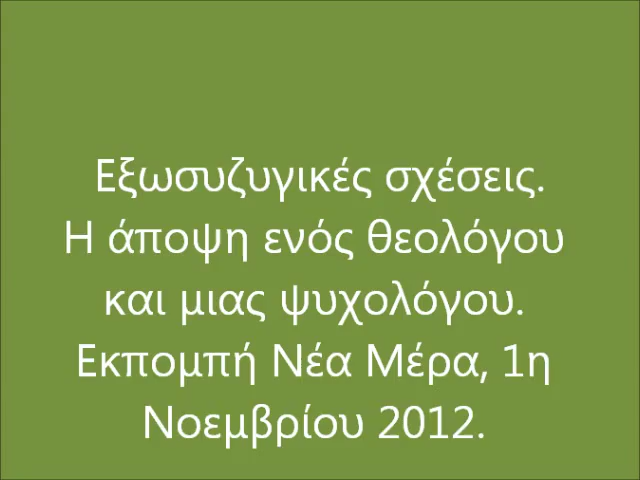 Εξωσυζυγικές σχέσεις.
Η άποψη ενός θεολόγου
και μιας ψυχολόγου.
Εκπομπή Νέα Μέρα, 1η
Νοεμβρίου 2012.